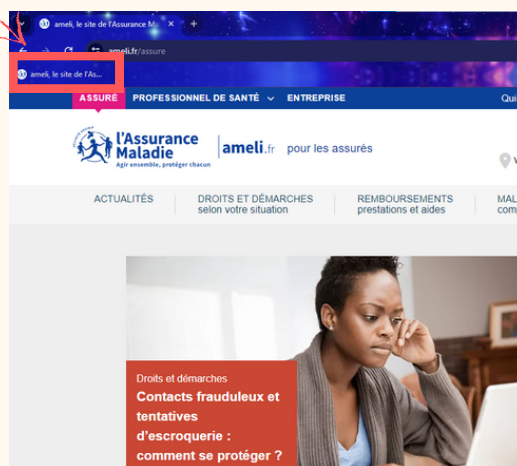 ameli, le site de l'Assurance M
ameli.fr/assure
ameli, le site de l'As...
ASSURÉ PROFESSIONNEL DE SANTÉ ENTREPRISE Qui
l'Assurance
Maladie
Agir ensemble, protéger chacun
ameli.fr pour les assurés
ACTUALITÉS
DROITS ET DÉMARCHES
selon votre situation
REMBOURSEMENTS
prestations et aides
MAL
com
Droits et démarches
Contacts frauduleux et
tentatives
d'escroquerie :
comment se protéger ?